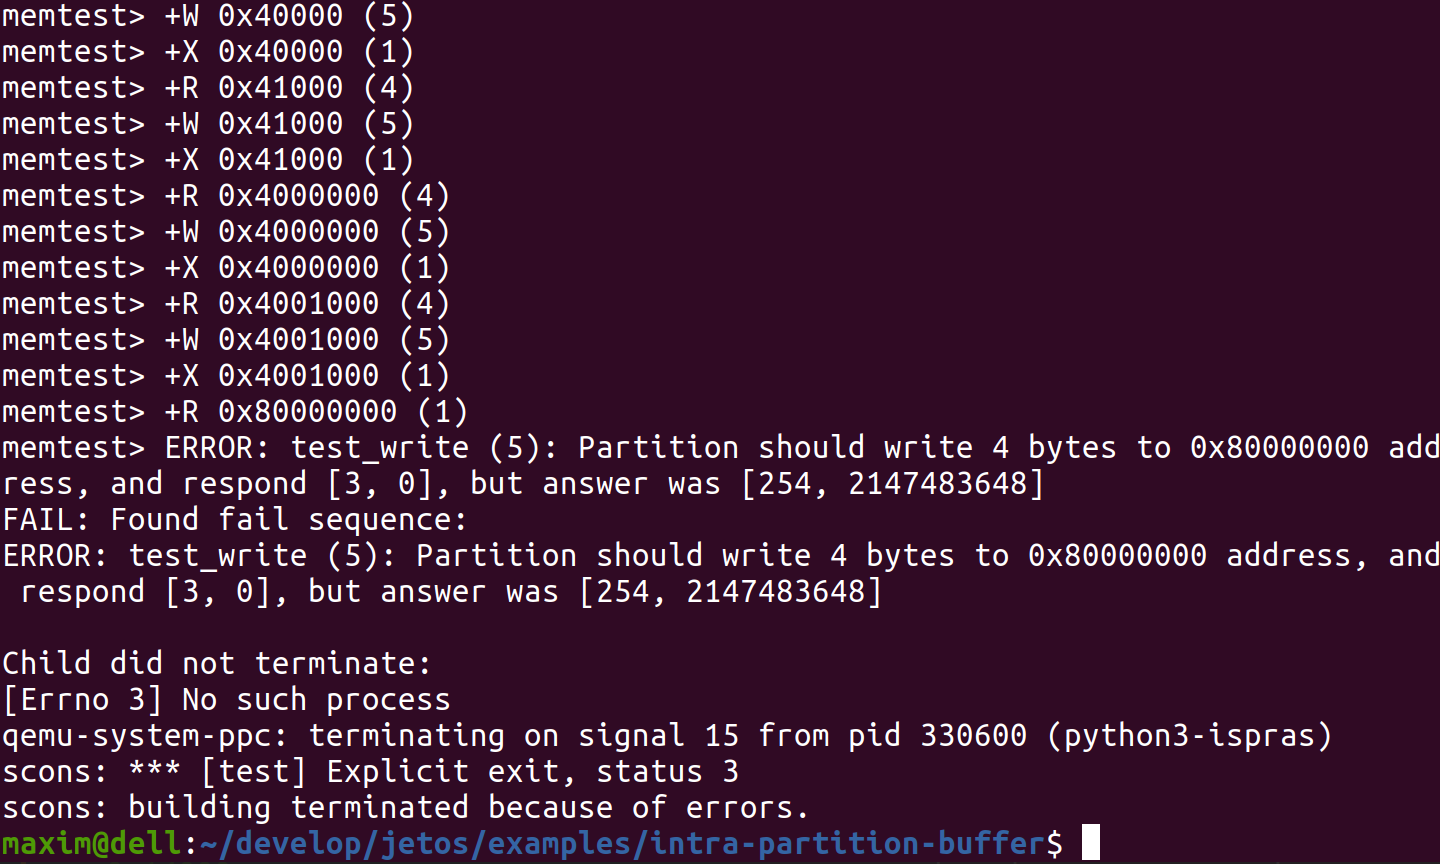 memtest> +W 0x40000 (5)
memtest> +X 0x40000 (1)
memtest> +R 0x41000 (4)
memtest> +W 0x41000 (5)
memtest> +X 0x41000 (1)
memtest> +R 0x4000000 (4)
memtest> +W 0x4000000 (5)
memtest> +X 0x4000000 (1)
memtest> +R 0x4001000 (4)
memtest> +W 0x4001000 (5)
memtest> +X 0x4001000 (1)
memtest> +R 0x80000000 (1)
memtest> ERROR: test_write (5): Partition should write 4 bytes to 0x80000000 add
ress, and respond [3, 0], but answer was [254, 2147483648]
FAIL: Found fail sequence:
ERROR: test_write (5): Partition should write 4 bytes to 0x80000000 address, and
 respond [3, 0], but answer was [254, 2147483648]

Child did not terminate:
[Errno 3] No such process
qemu-system-ppc: terminating on signal 15 from pid 330600 (python3-ispras)
scons: *** [test] Explicit exit, status 3
scons: building terminated because of errors.
maxim@dell:~/develop/jetos/examples/intra-partition-buffer$